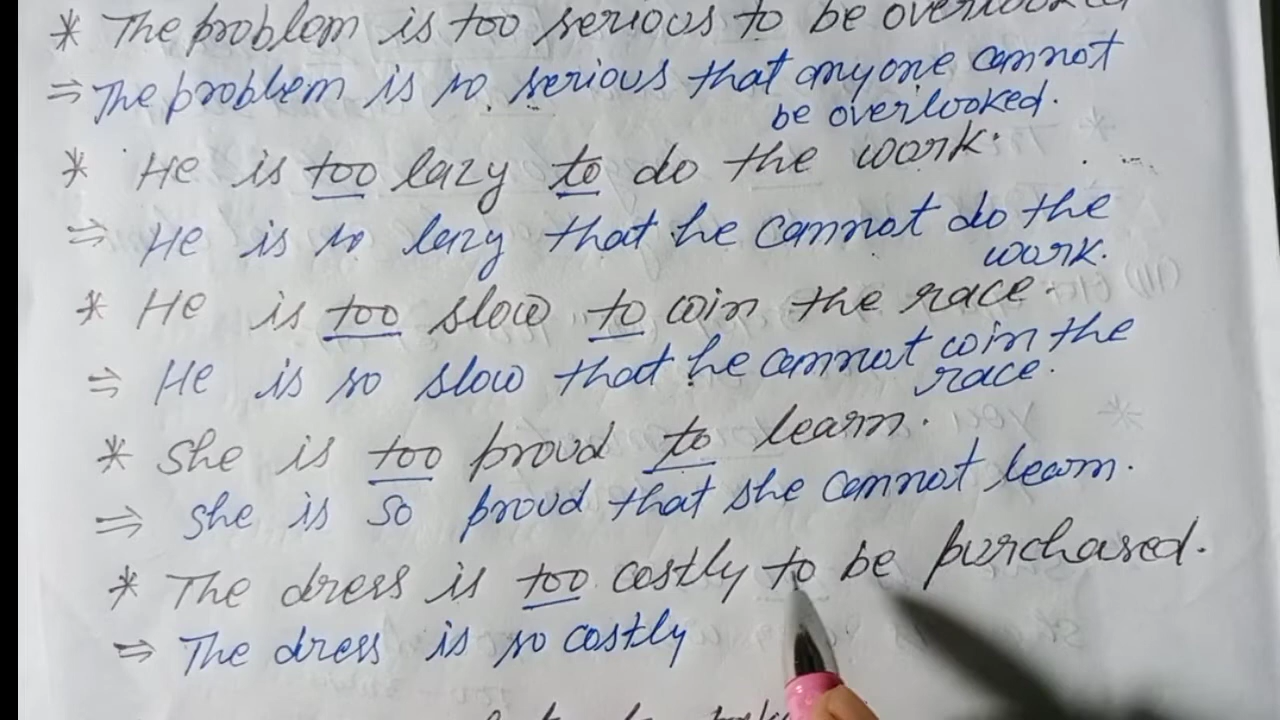 * The problem is too serious to be overlooked
⇒ The problem is so serious that anyone cannot
be overlooked.
* He is too lazy to do the work.
⇒ He is so lazy that he cannot do the
work.
* He is too slow to win the race.
⇒ He is so slow that he cannot win the
race.
* She is too proud to learn.
⇒ she is so proud that she cannot learn.
* The dress is too costly to be purchased.
⇒ The dress is so costly